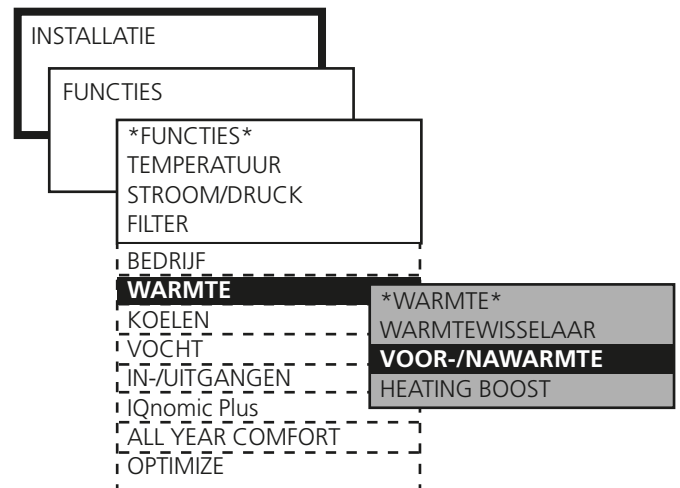 INSTALLATIE
FUNCTIES
*FUNCTIES*
TEMPERATUUR
STROOM/DRUCK
FILTER
BEDRIJF
WARMTE
KOELEN
VOCHT
IN-/UITGANGEN
IQnomic Plus
ALL YEAR COMFORT
OPTIMIZE
*WARMTE*
WARMTEWISSELAAR
VOOR-/NAWARMTE
HEATING BOOST